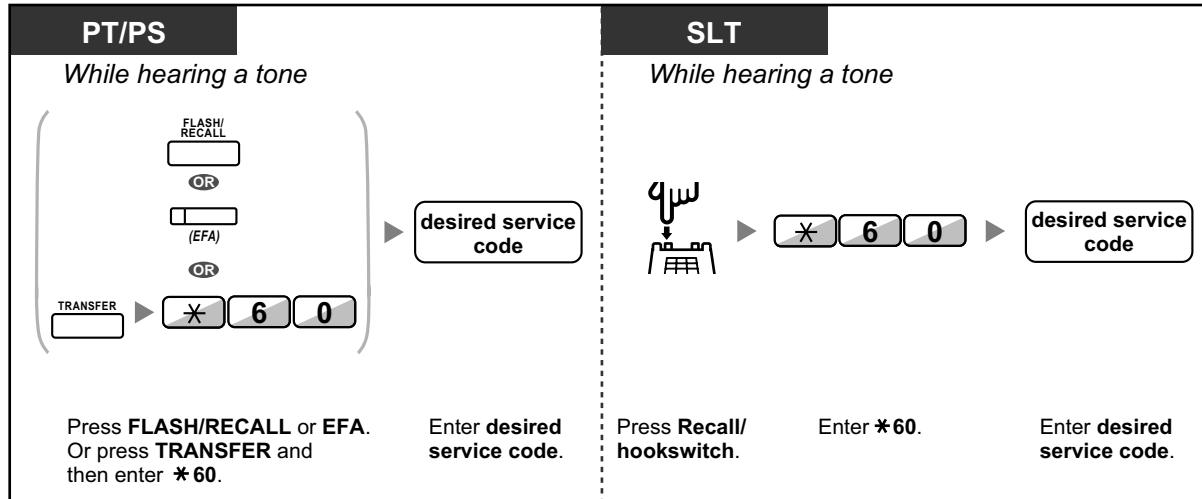 PT/PS
While hearing a tone
FLASH/
RECALL
OR
(EFA)
OR
TRANSFER
* 6 0
desired service
code
Press FLASH/RECALL or EFA.
Or press TRANSFER and
then enter *60.
Enter desired
service code.
SLT
While hearing a tone
* 6 0
desired service
code
Press Recall/
hookswitch.
Enter *60.
Enter desired
service code.